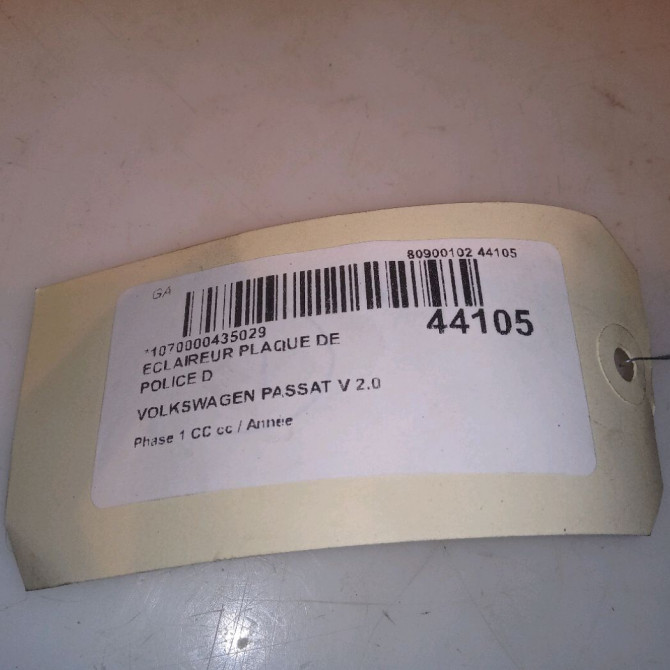 80900102 44105
GA
*1070000435029
44105
ECLAIREUR PLAQUE DE
POLICE D
VOLKSWAGEN PASSAT V 2.0
Phase 1 CC cc / Année